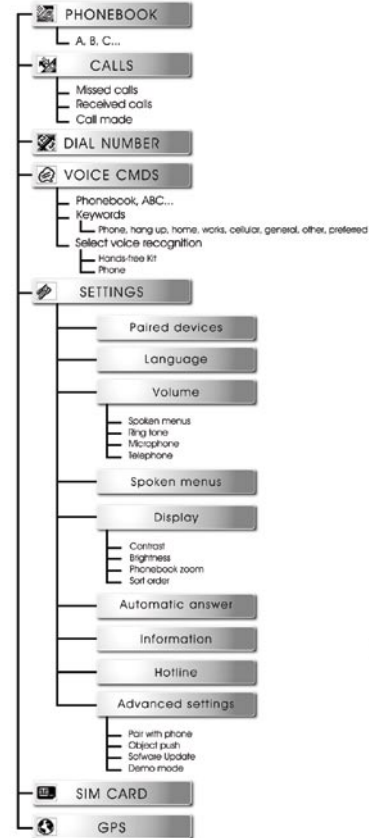 PHONEBOOK
A, B, C...
CALLS
Missed calls
Received calls
Call made
DIAL NUMBER
VOICE CMDS
Phonebook, ABC...
Keywords
Phone, hang up, home, works, cellular, general, other, preferred
Select voice recognition
Hands-free Kit
Phone
SETTINGS
Paired devices
Language
Volume
Spoken menus
Ring tone
Microphone
Telephone
Spoken menus
Display
Contrast
Brightness
Phonebook zoom
Sort order
Automatic answer
Information
Hotline
Advanced settings
Pair with phone
Object push
Sofware Update
Demo mode
SIM CARD
GPS